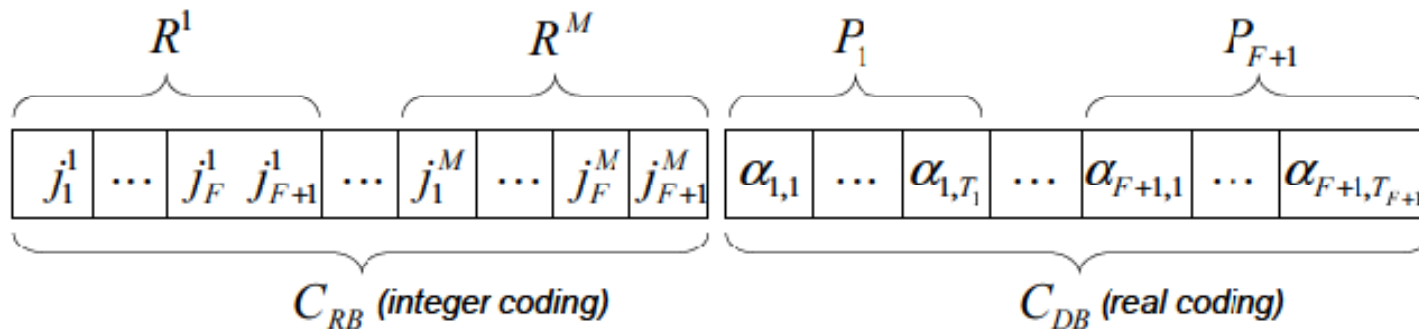 R^1 R^M P_1 P_{F+1}
j_1^1 ... j_F^1 j_{F+1}^1 ... j_1^M ... j_F^M j_{F+1}^M α_{1,1} ... α_{1,T_1} ... α_{F+1,1} ... α_{F+1,T_{F+1}}
C_{RB} (integer coding) C_{DB} (real coding)